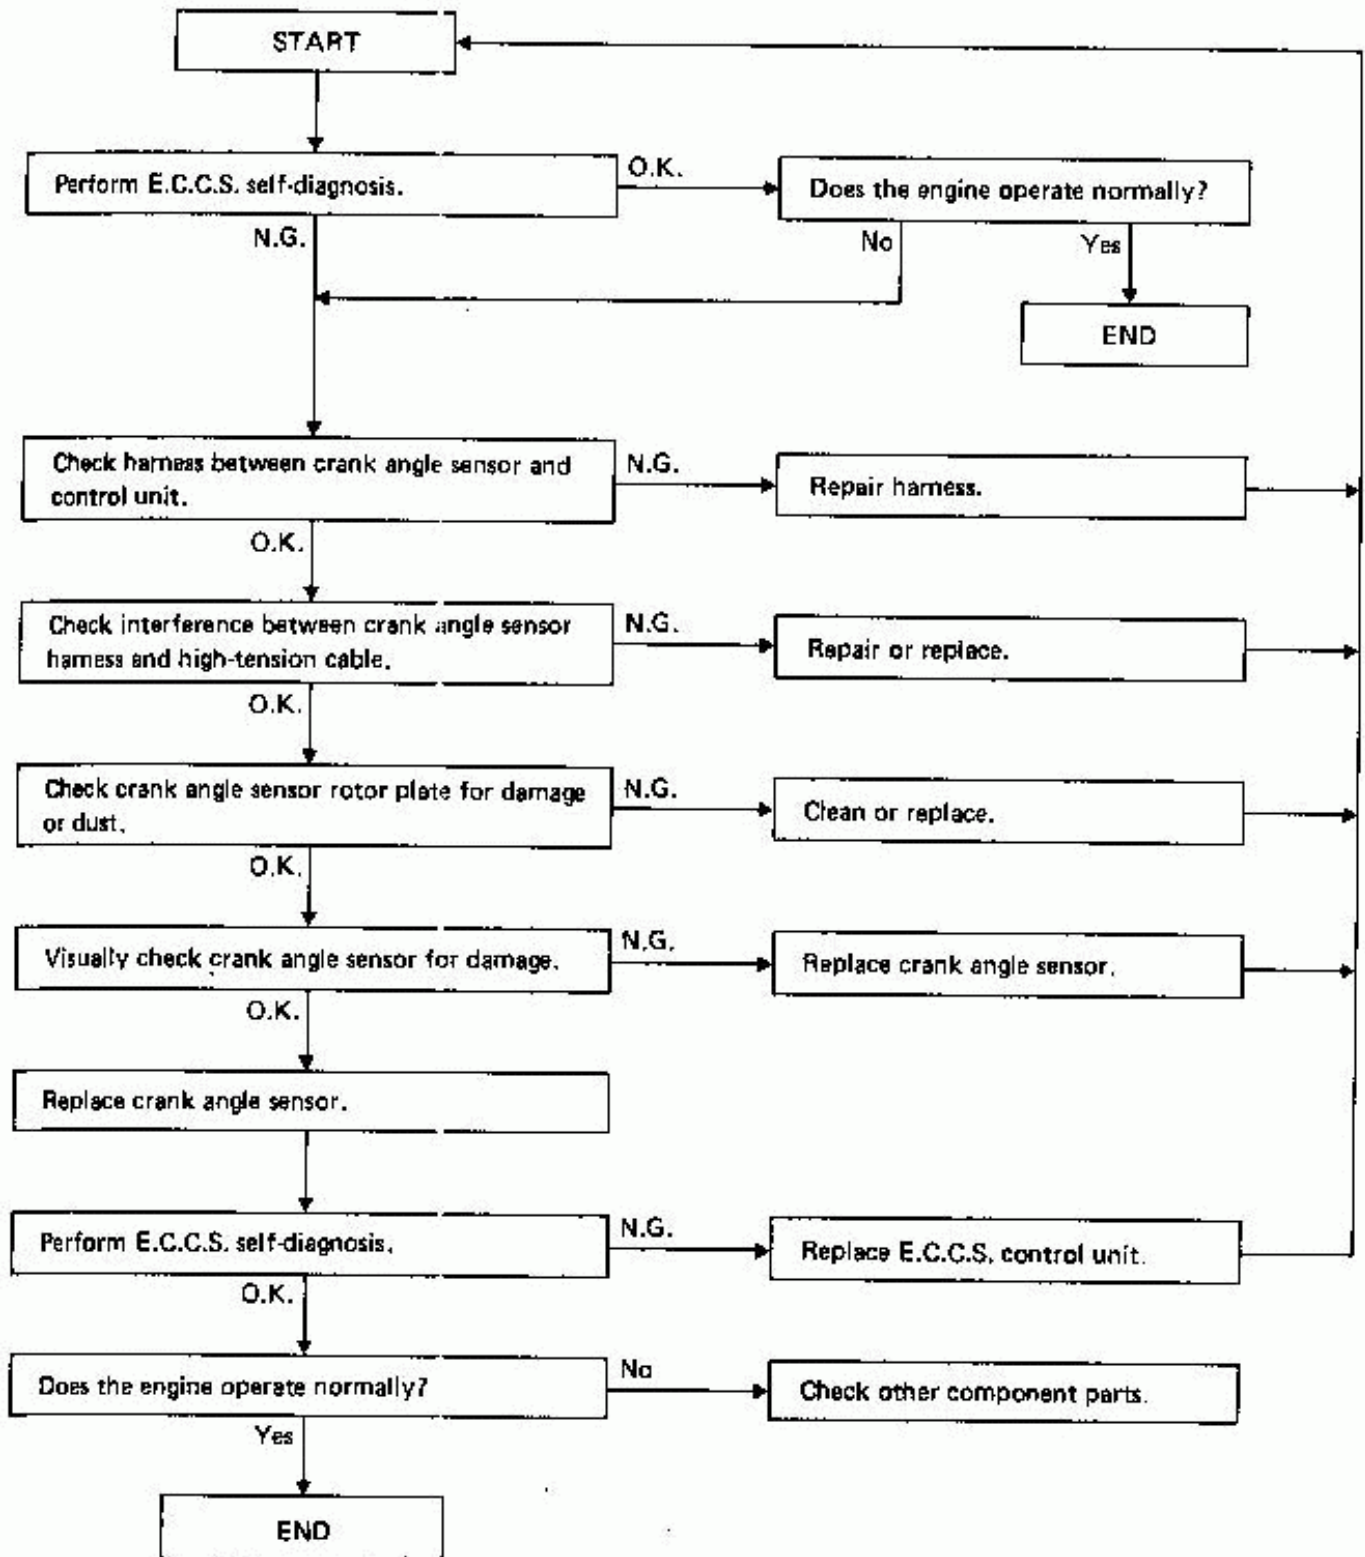 START
Perform E.C.C.S. self-diagnosis.
O.K.
Does the engine operate normally?
N.G.
No
Yes
END
Check harness between crank angle sensor and
control unit.
N.G.
Repair harness.
O.K.
Check interference between crank angle sensor
harness and high-tension cable.
N.G.
Repair or replace.
O.K.
Check crank angle sensor rotor plate for damage
or dust.
N.G.
Clean or replace.
O.K.
Visually check crank angle sensor for damage.
N.G.
Replace crank angle sensor.
O.K.
Replace crank angle sensor.
Perform E.C.C.S. self-diagnosis.
N.G.
Replace E.C.C.S. control unit.
O.K.
Does the engine operate normally?
No
Check other component parts.
Yes
END